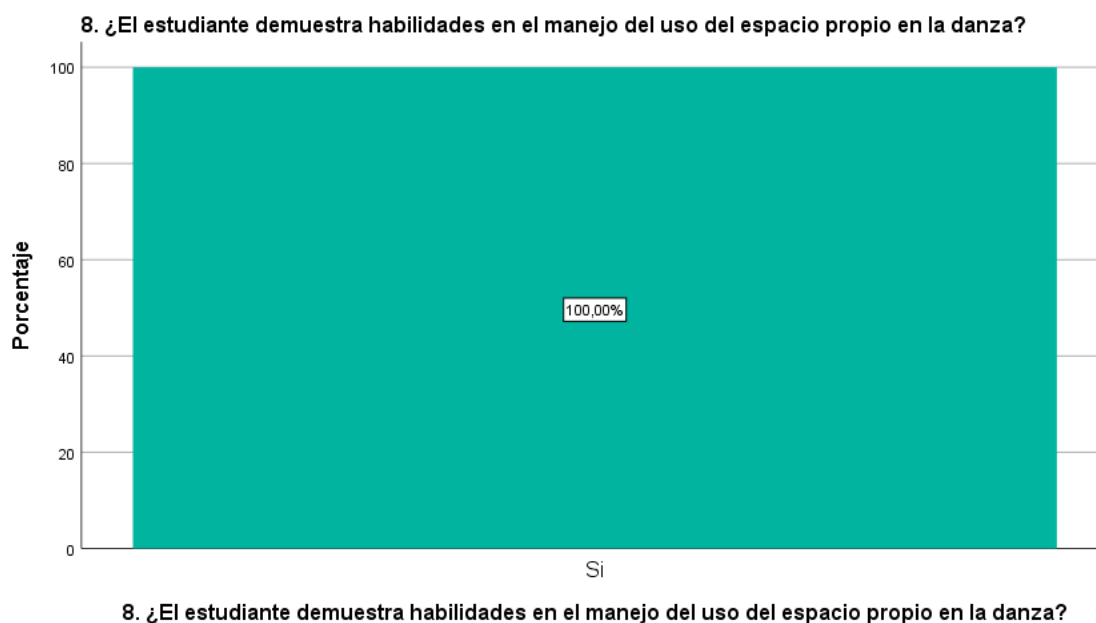 8. ¿El estudiante demuestra habilidades en el manejo del uso del espacio propio en la danza?
100
80
60
40
20
0
Porcentaje
100,00%
Si
8. ¿El estudiante demuestra habilidades en el manejo del uso del espacio propio en la danza?